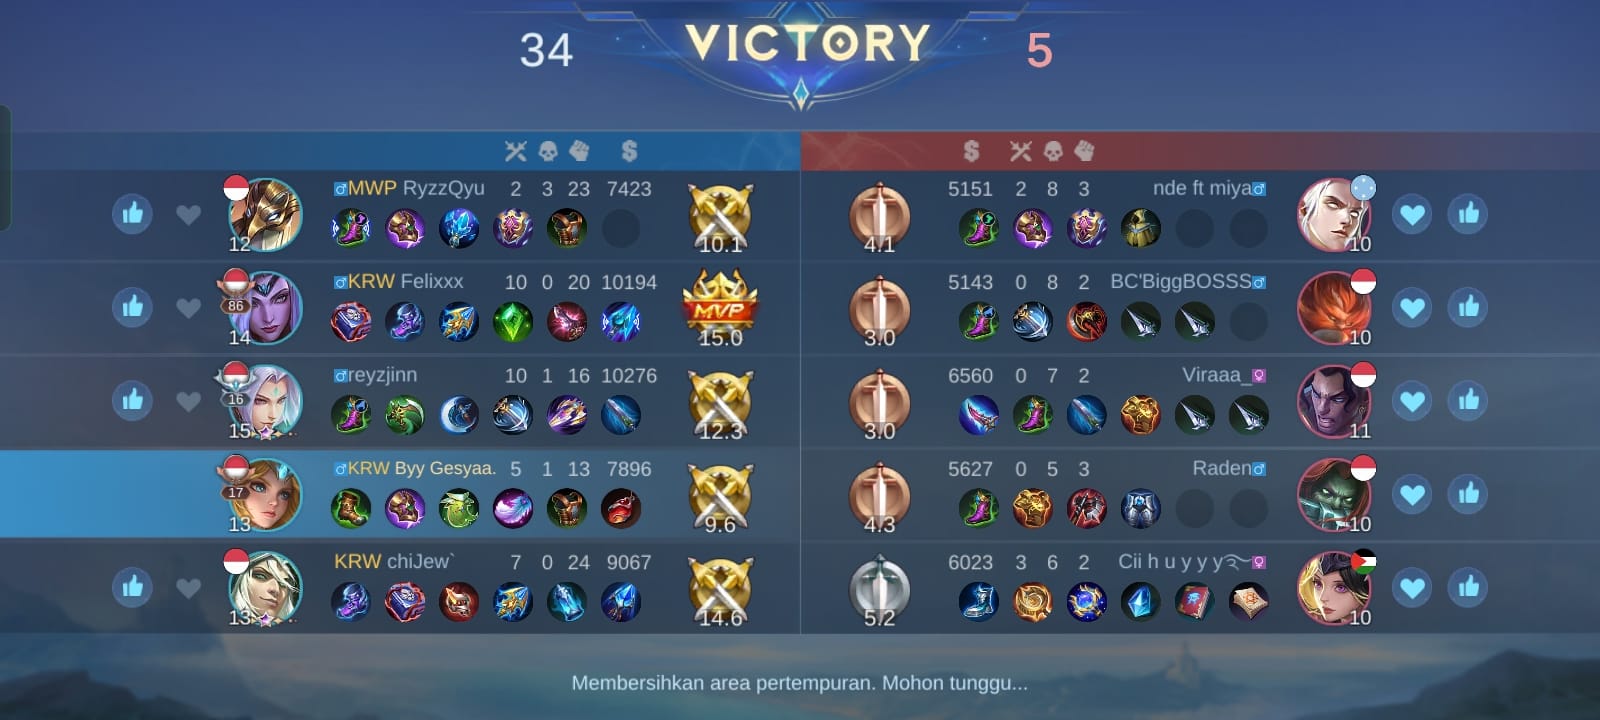 34 VICTORY 5
MWP RyzzQyu 2 3 23 7423
12 10.1
5151 2 8 3 nde ft miya
4.1 10
KRW Felixxx 10 0 20 10194
86
MVP
14 15.0
5143 0 8 2 BC'BiggBOSSS
3.0 10
reyzjinn 10 1 16 10276
16
15 12.3
6560 0 7 2 Viraaa_
3.0 11
KRW Byy Gesyaa. 5 1 13 7896
17
13 9.6
5627 0 5 3 Raden
4.3 10
KRW chiJew` 7 0 24 9067
13 14.6
6023 3 6 2 Cii h u y y y
5.2 10
Membersihkan area pertempuran. Mohon tunggu...